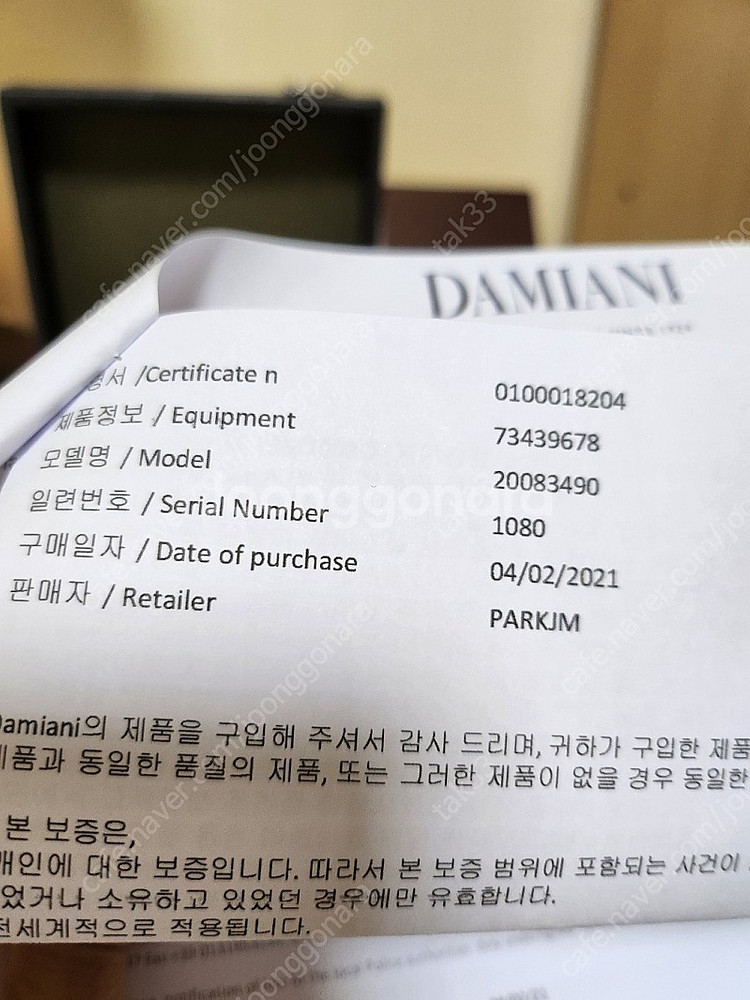 DAMIANI
명서 /Certificate n 0100018204
제품정보 / Equipment 73439678
모델명 / Model 20083490
일련번호 / Serial Number 1080
구매일자 / Date of purchase 04/02/2021
판매자 / Retailer PARKJM
Damiani의 제품을 구입해 주셔서 감사 드리며, 귀하가 구입한 제품
제품과 동일한 품질의 제품, 또는 그러한 제품이 없을 경우 동일한
본 보증은,
개인에 대한 보증입니다. 따라서 본 보증 범위에 포함되는 사건이
었거나 소유하고 있었던 경우에만 유효합니다.
전세계적으로 적용됩니다.
joonggonara
tak33
cafe.naver.com/joonggonara